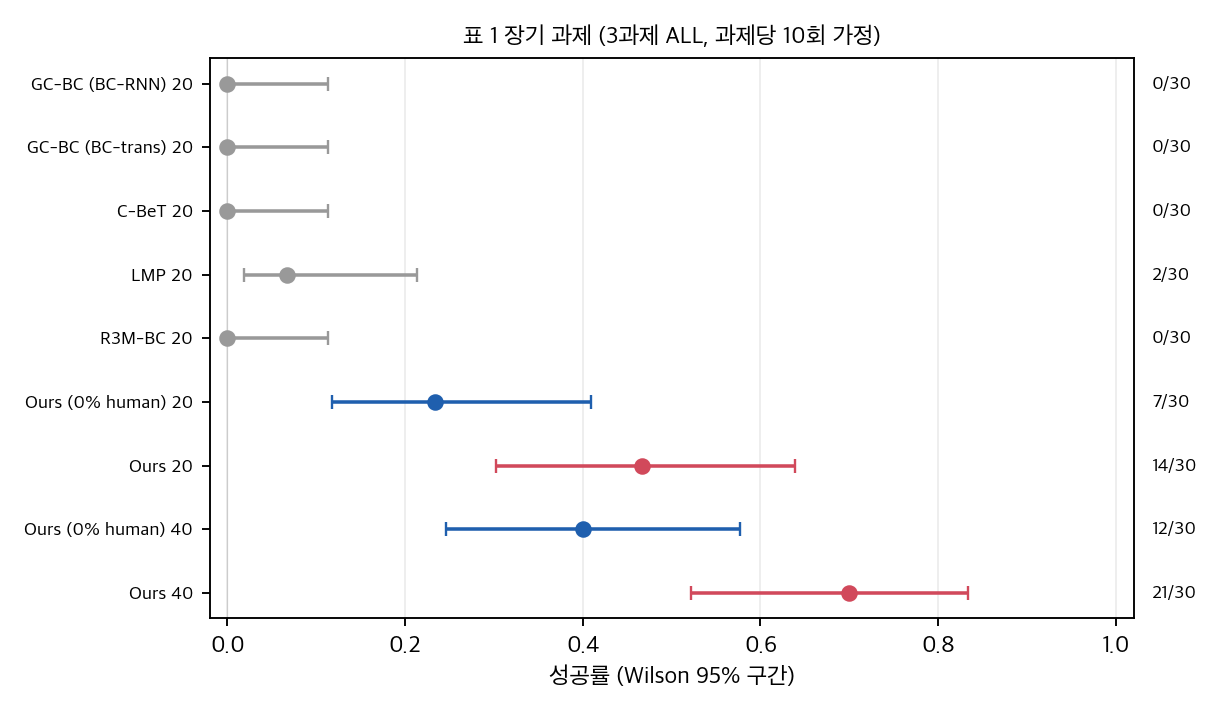 표 1 장기 과제 (3과제 ALL, 과제당 10회 가정)
GC-BC (BC-RNN) 20 0/30
GC-BC (BC-trans) 20 0/30
C-BeT 20 0/30
LMP 20 2/30
R3M-BC 20 0/30
Ours (0% human) 20 7/30
Ours 20 14/30
Ours (0% human) 40 12/30
Ours 40 21/30
0.0 0.2 0.4 0.6 0.8 1.0
성공률 (Wilson 95% 구간)